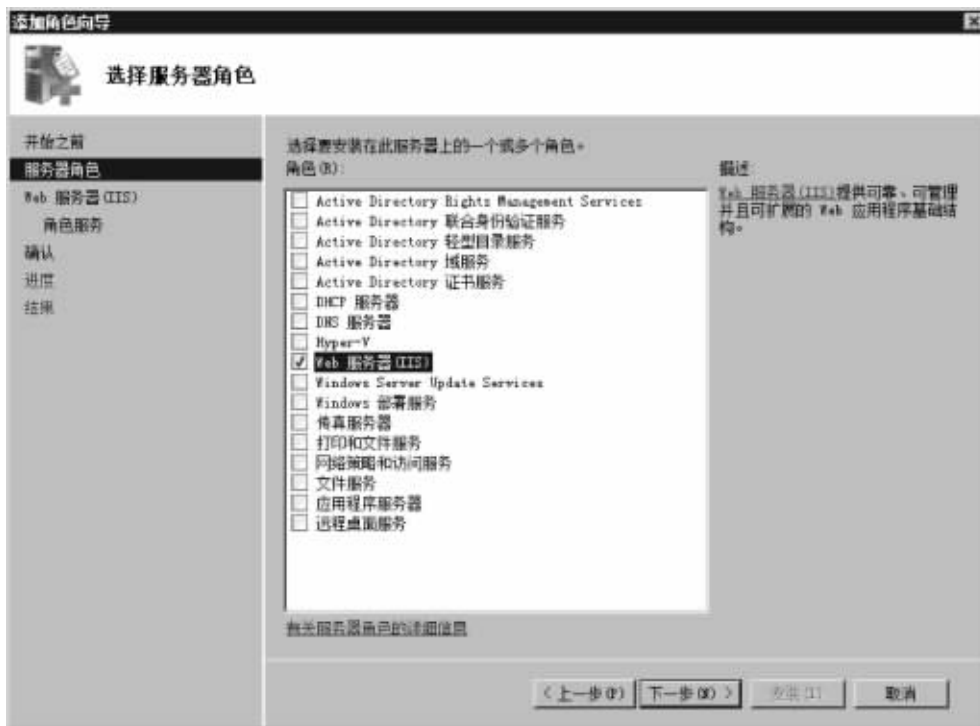 添加角色向导
选择服务器角色
开始之前
服务器角色
Web 服务器(IIS)
角色服务
确认
进度
结果
选择要安装在此服务器上的一个或多个角色。
角色(R):
Active Directory Rights Management Services
Active Directory 联合身份验证服务
Active Directory 轻型目录服务
Active Directory 域服务
Active Directory 证书服务
DHCP 服务器
DNS 服务器
Hyper-V
Web 服务器(IIS)
Windows Server Update Services
Windows 部署服务
传真服务器
打印和文件服务
网络策略和访问服务
文件服务
应用程序服务器
远程桌面服务
有关服务器角色的详细信息
描述
Web 服务器(IIS)提供可靠、可管理
并且可扩展的 Web 应用程序基础结
构。
<上一步(P)
下一步(N)>
安装(I)
取消